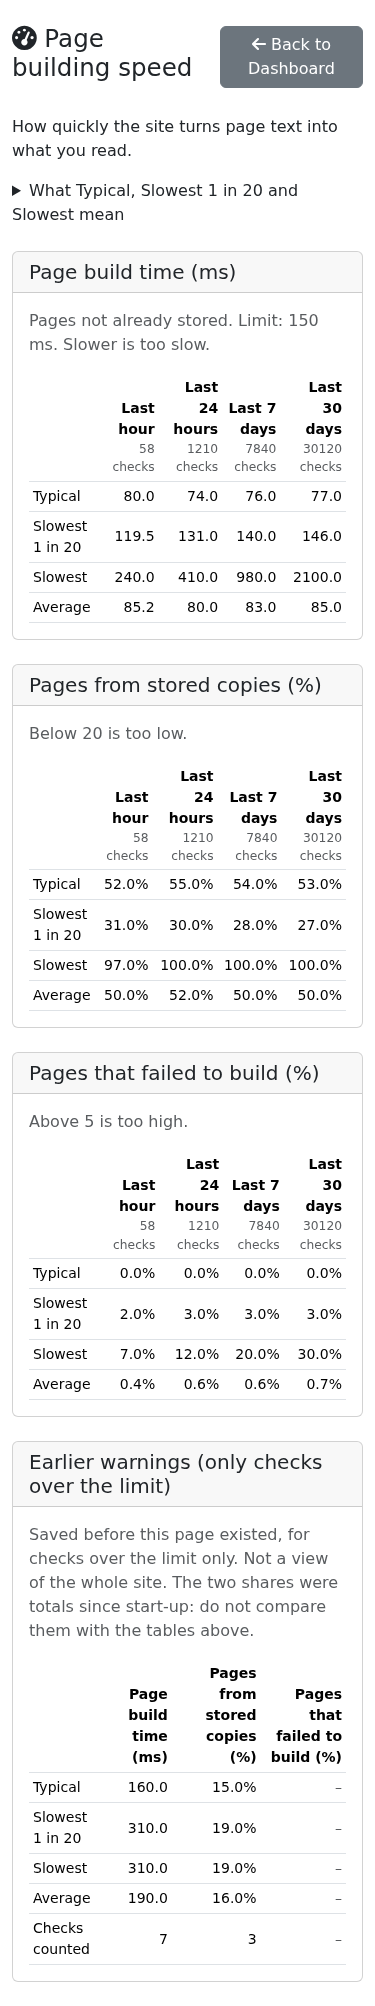 Page
building speed
← Back to
Dashboard
How quickly the site turns page text into
what you read.
▶ What Typical, Slowest 1 in 20 and
Slowest mean
Page build time (ms)
Pages not already stored. Limit: 150
ms. Slower is too slow.
Last hour 58 checks
Last 24 hours 1210 checks
Last 7 days 7840 checks
Last 30 days 30120 checks
Typical 80.0 74.0 76.0 77.0
Slowest 1 in 20 119.5 131.0 140.0 146.0
Slowest 240.0 410.0 980.0 2100.0
Average 85.2 80.0 83.0 85.0
Pages from stored copies (%)
Below 20 is too low.
Last hour 58 checks
Last 24 hours 1210 checks
Last 7 days 7840 checks
Last 30 days 30120 checks
Typical 52.0% 55.0% 54.0% 53.0%
Slowest 1 in 20 31.0% 30.0% 28.0% 27.0%
Slowest 97.0% 100.0% 100.0% 100.0%
Average 50.0% 52.0% 50.0% 50.0%
Pages that failed to build (%)
Above 5 is too high.
Last hour 58 checks
Last 24 hours 1210 checks
Last 7 days 7840 checks
Last 30 days 30120 checks
Typical 0.0% 0.0% 0.0% 0.0%
Slowest 1 in 20 2.0% 3.0% 3.0% 3.0%
Slowest 7.0% 12.0% 20.0% 30.0%
Average 0.4% 0.6% 0.6% 0.7%
Earlier warnings (only checks
over the limit)
Saved before this page existed, for
checks over the limit only. Not a view
of the whole site. The two shares were
totals since start-up: do not compare
them with the tables above.
Page build time (ms)
Pages from stored copies (%)
Pages that failed to build (%)
Typical 160.0 15.0% –
Slowest 1 in 20 310.0 19.0% –
Slowest 310.0 19.0% –
Average 190.0 16.0% –
Checks counted 7 3 –